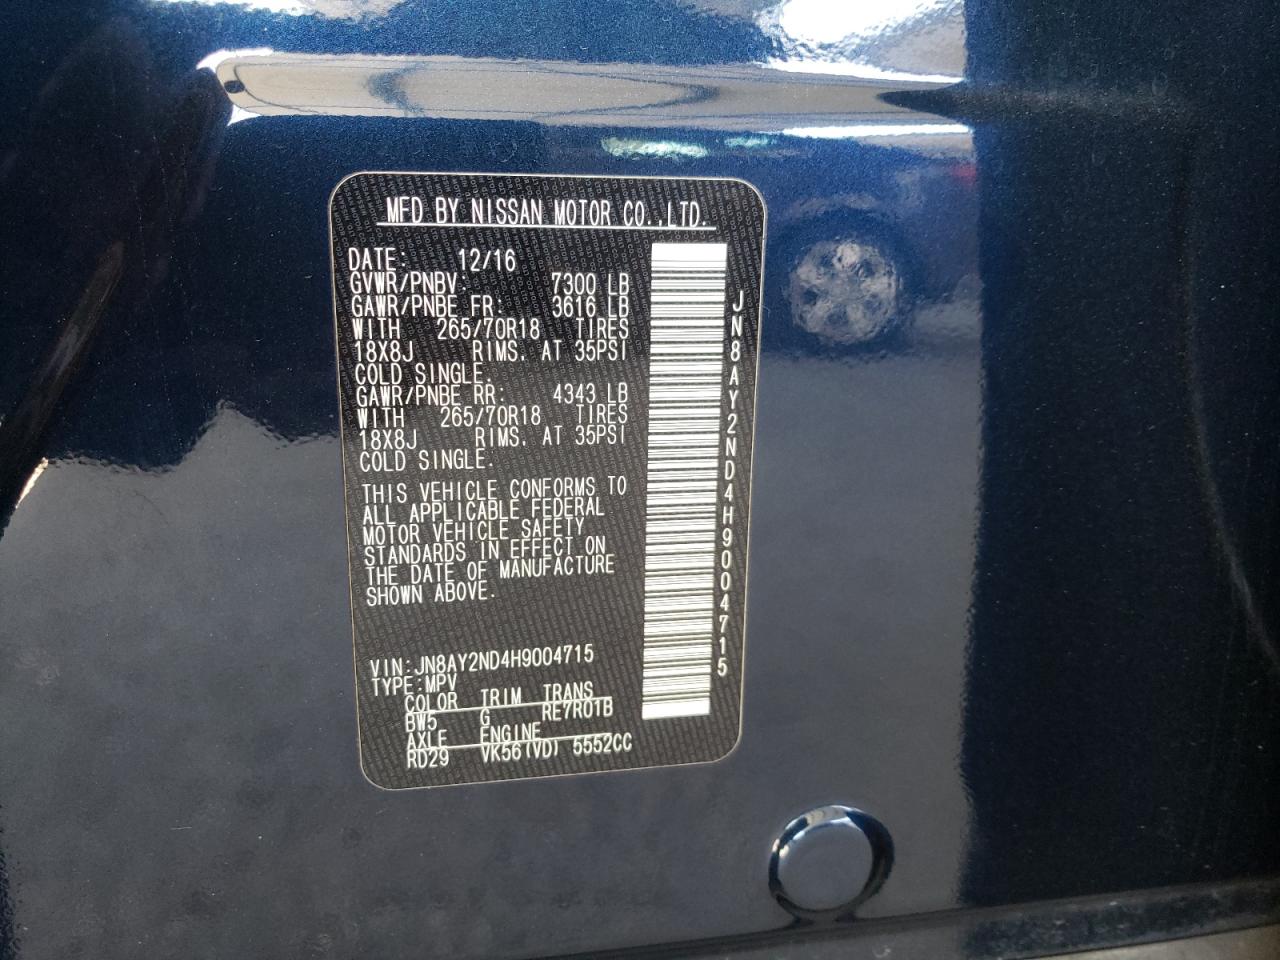 MFD BY NISSAN MOTOR CO.,LTD.
DATE: 12/16
GVWR/PNBV: 7300 LB
GAWR/PNBE FR: 3616 LB
WITH 265/70R18 TIRES
18X8J RIMS. AT 35PSI
COLD SINGLE.
GAWR/PNBE RR: 4343 LB
WITH 265/70R18 TIRES
18X8J RIMS. AT 35PSI
COLD SINGLE.
THIS VEHICLE CONFORMS TO
ALL APPLICABLE FEDERAL
MOTOR VEHICLE SAFETY
STANDARDS IN EFFECT ON
THE DATE OF MANUFACTURE
SHOWN ABOVE.
VIN:JN8AY2ND4H9004715
TYPE:MPV
COLOR TRIM TRANS
BW5 G RE7R01B
AXLE ENGINE
RD29 VK56(VD) 5552CC
JN8AY2ND4H9004715